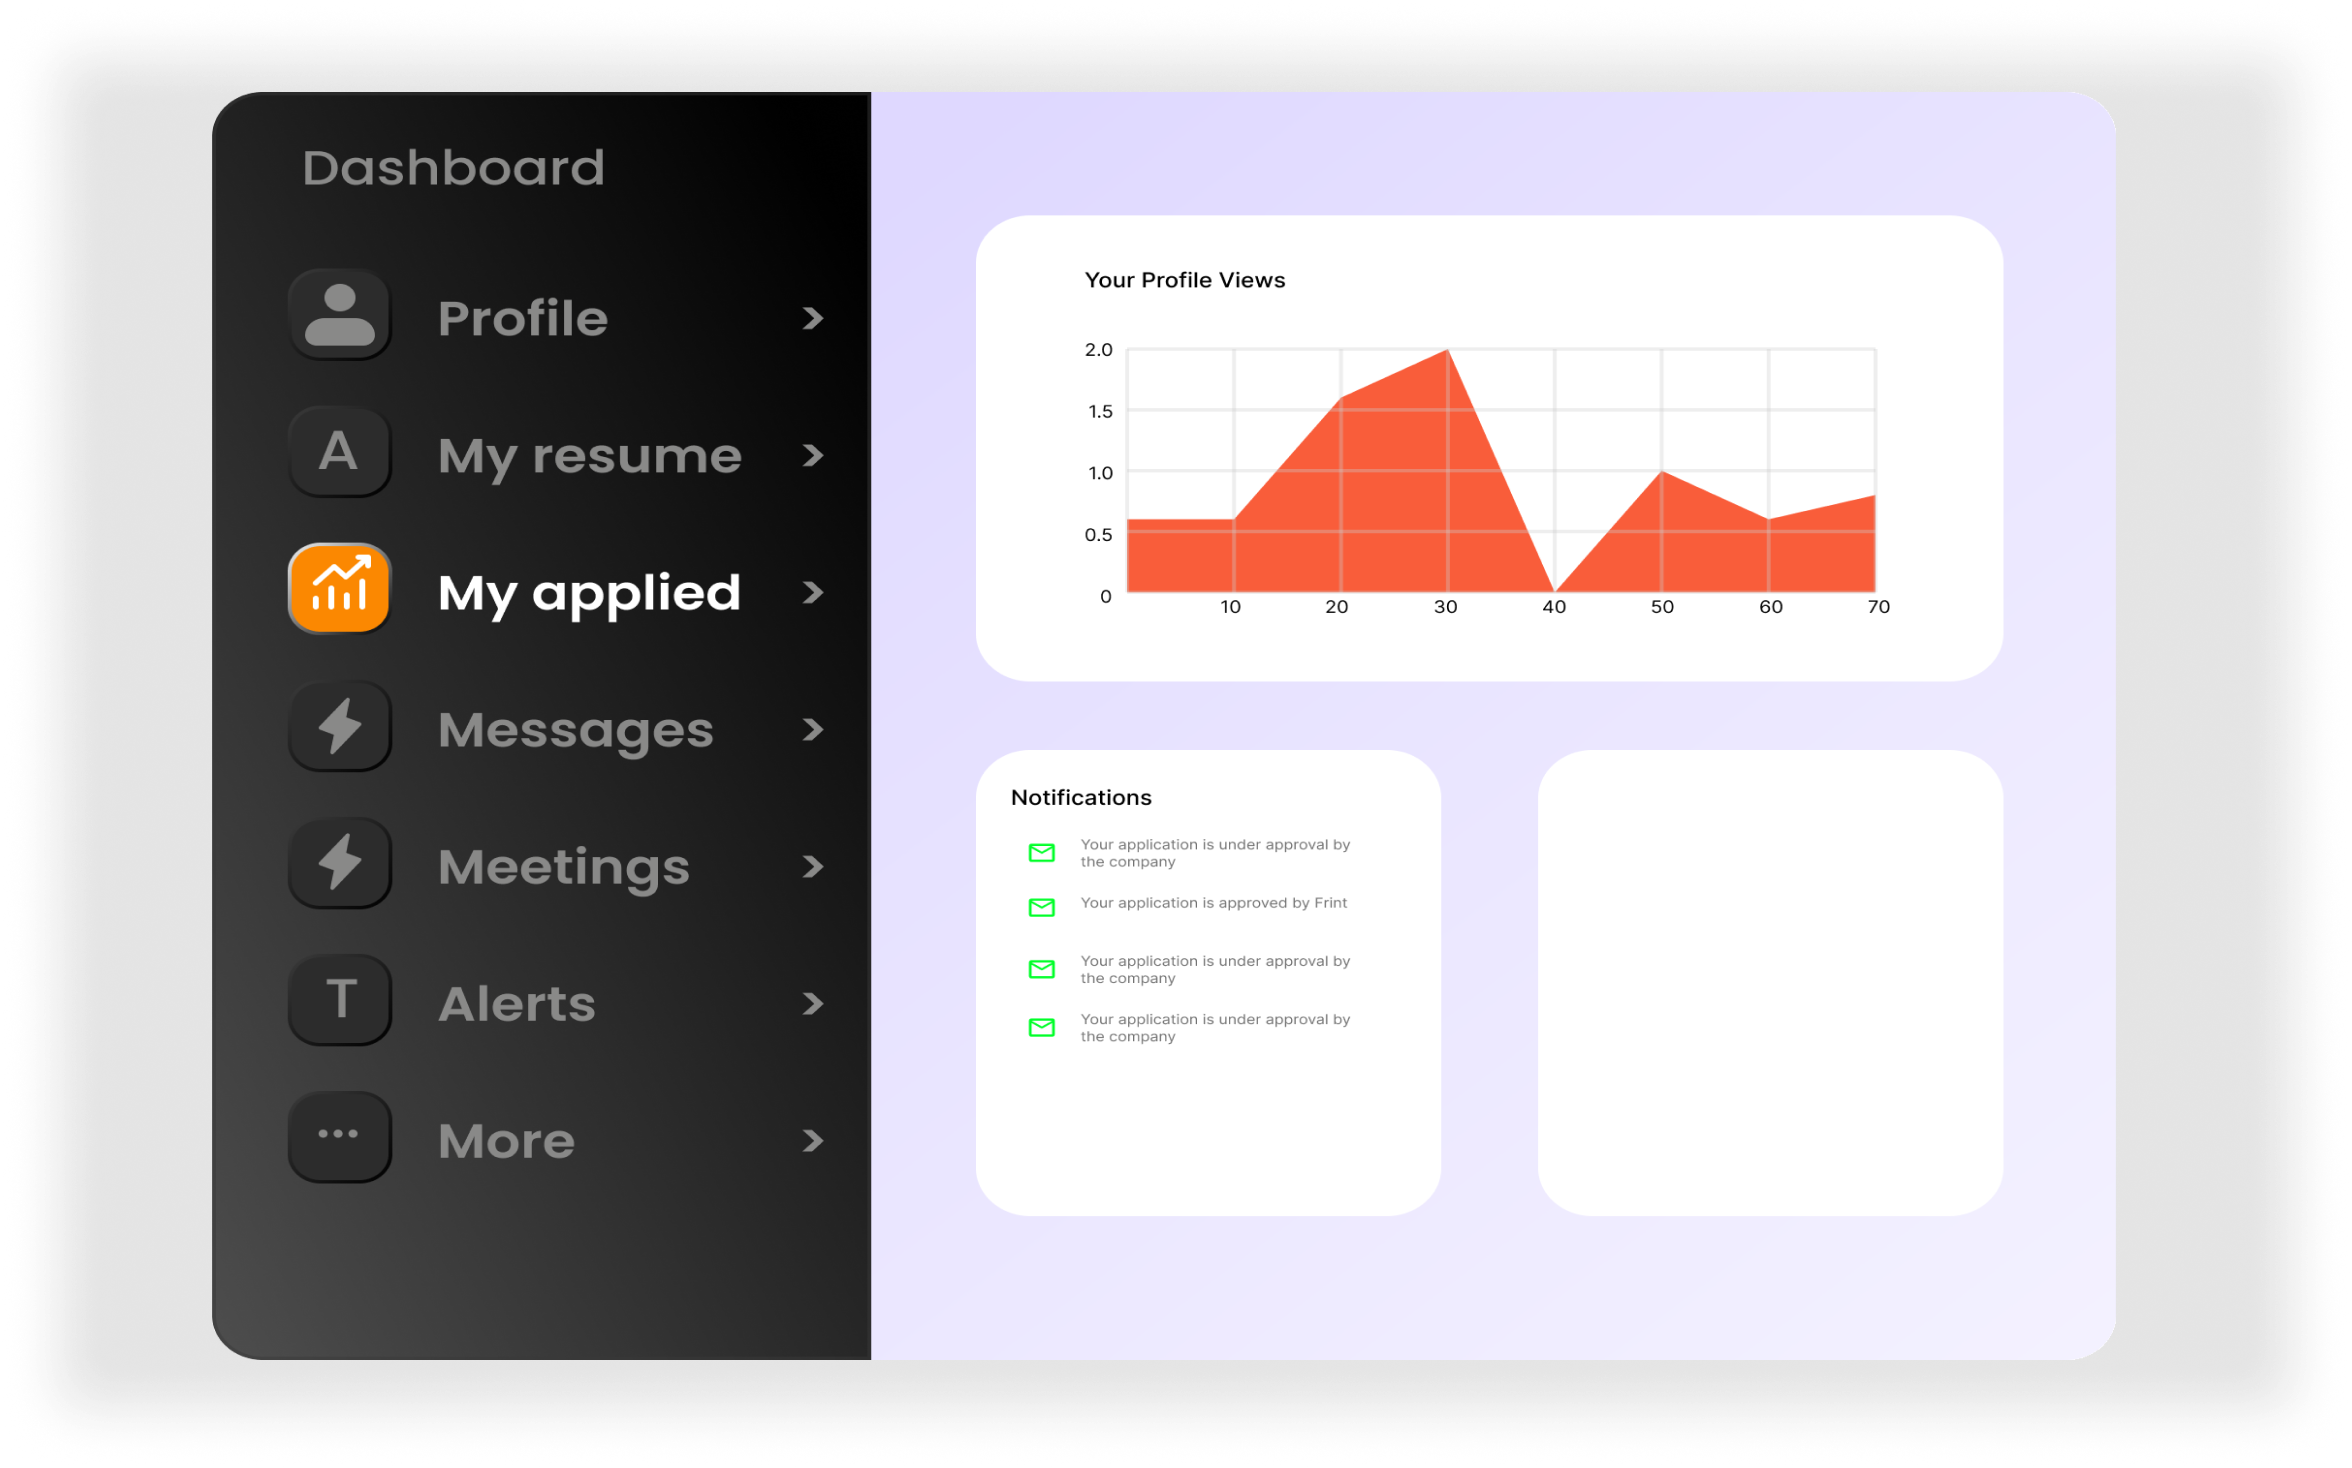 Dashboard
Profile
A
My resume
My applied
Messages
Meetings
T
Alerts
More
Your Profile Views
2.0
1.5
1.0
0.5
0
10 20 30 40 50 60 70
Notifications
Your application is under approval by
the company
Your application is approved by Frint
Your application is under approval by
the company
Your application is under approval by
the company